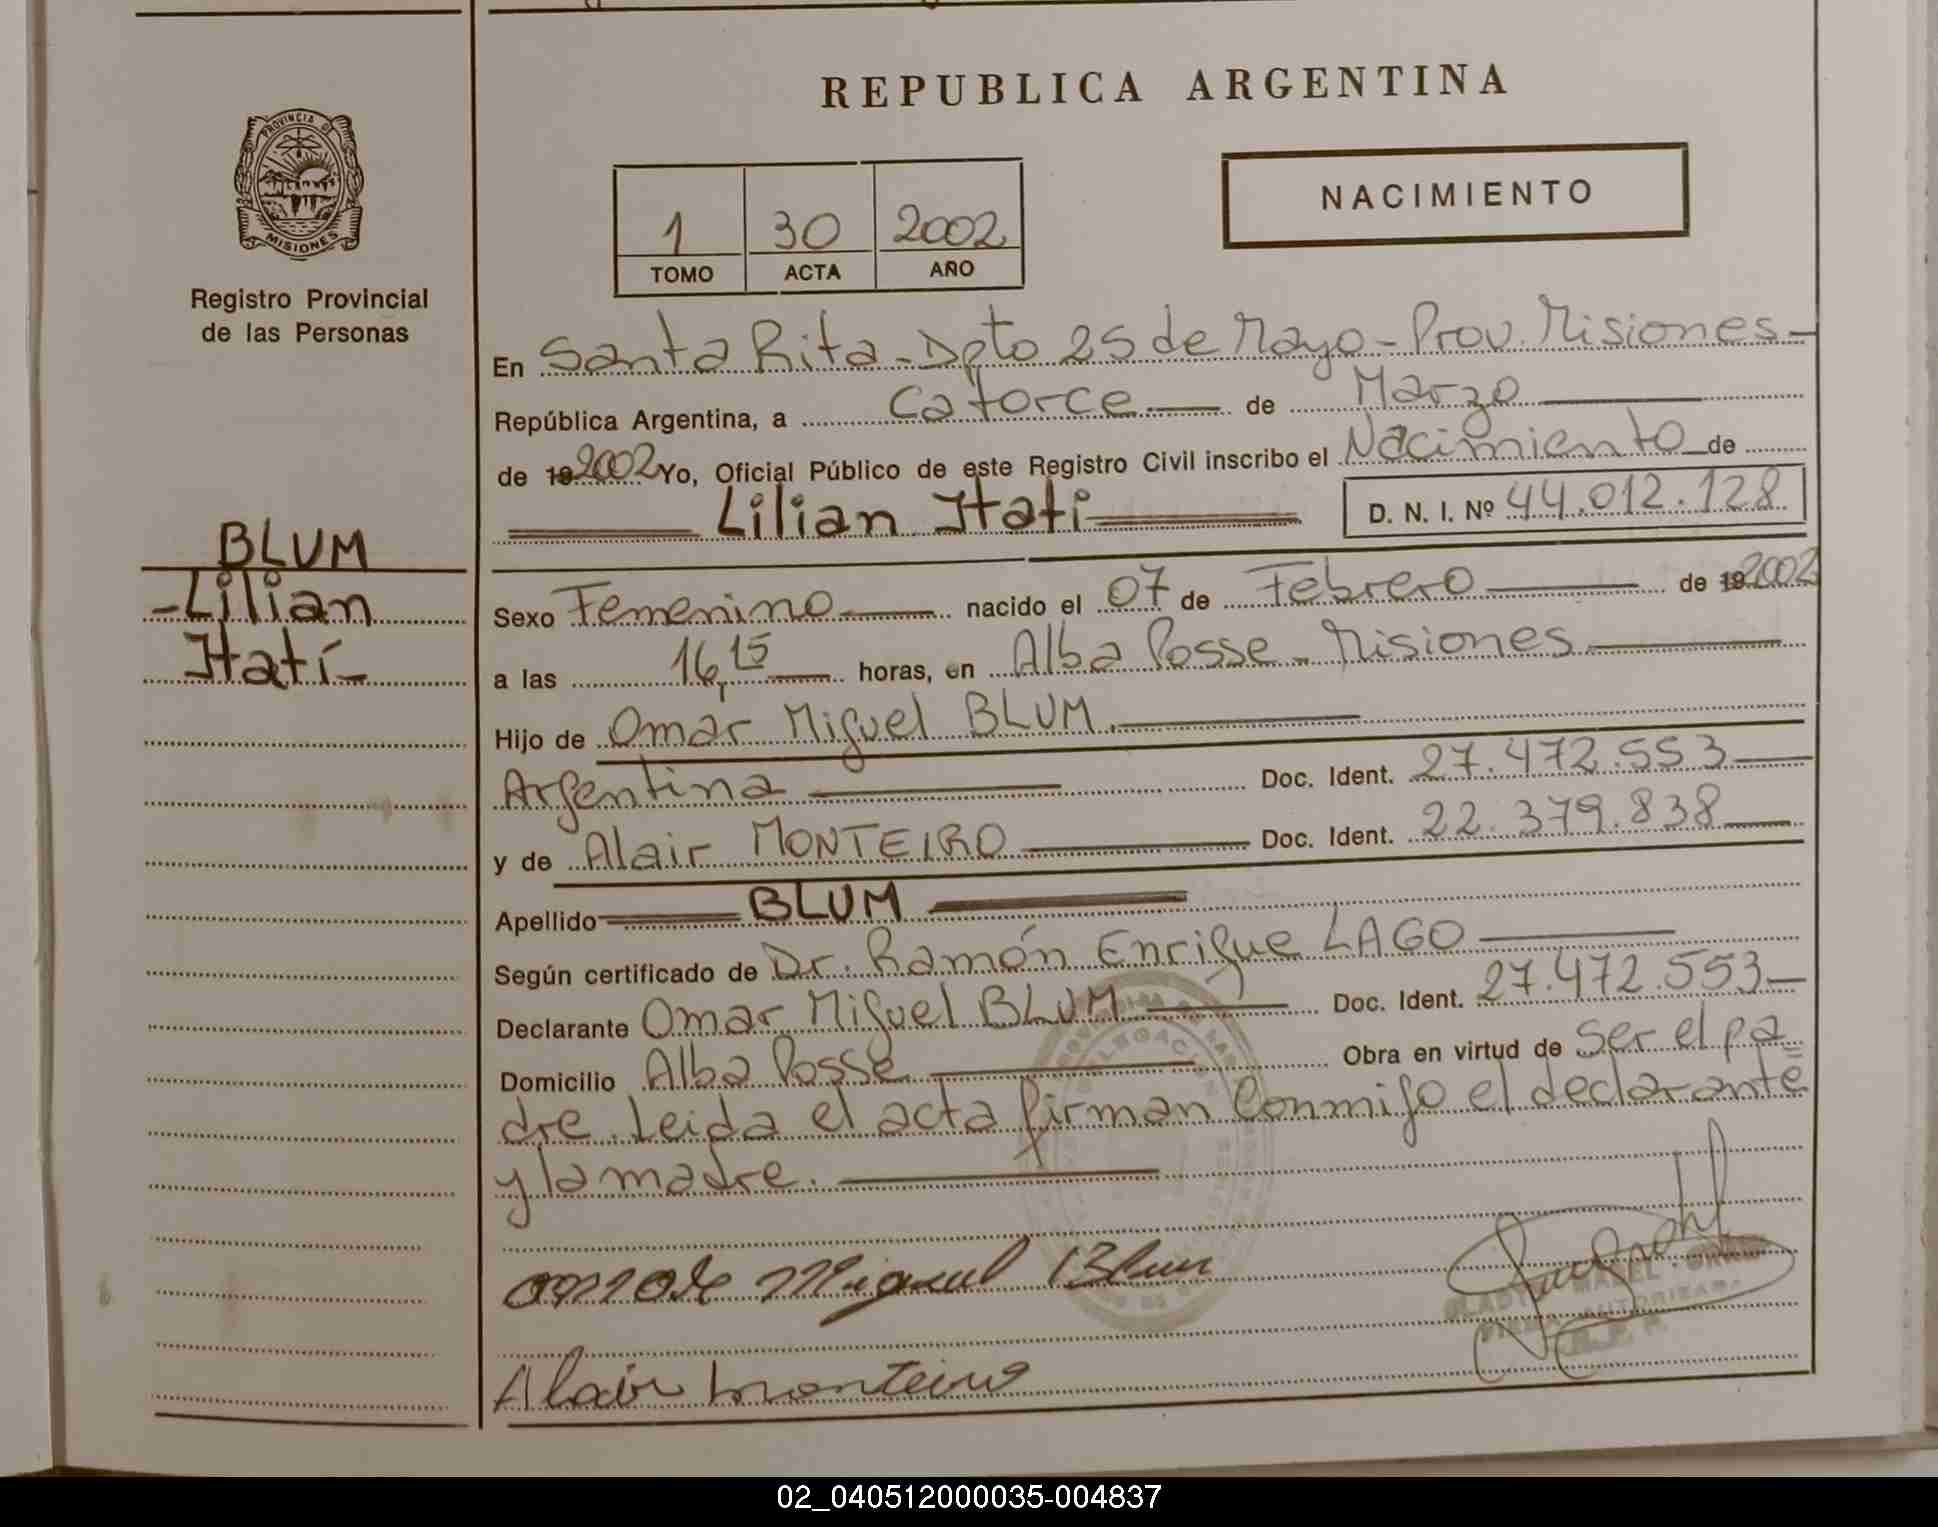 REPUBLICA ARGENTINA
PROVINCIA DE
MISIONES
Registro Provincial
de las Personas
NACIMIENTO
1 30 2002
TOMO ACTA AÑO
En Santa Rita - Dpto 25 de Mayo - Prov. Misiones -
República Argentina, a Catorce de Marzo
de 19 2002 Yo, Oficial Público de este Registro Civil inscribo el Nacimiento de
Lilian Itati D. N. I. Nº 44.012.128
BLUM
- Lilian
Itatí -
Sexo Femenino nacido el 07 de Febrero de 19 2002
a las 16,15 horas, en Alba Posse - Misiones
Hijo de Omar Miguel BLUM.
Argentina Doc. Ident. 27.472.553
y de Alair MONTEIRO Doc. Ident. 22.379.838
Apellido BLUM
Según certificado de Dr. Ramón Enrique LAGO
Declarante Omar Miguel BLUM Doc. Ident. 27.472.553
Domicilio Alba Posse Obra en virtud de ser el pa
dre. Leida el acta firman conmigo el declarante
y la madre.
Omar Miguel Blum
Alair Monteiro
02_040512000035-004837